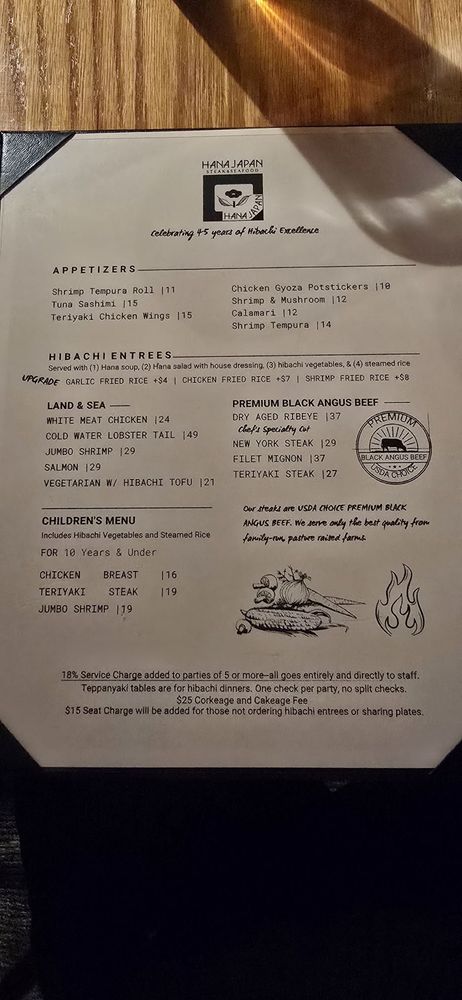 HANA JAPAN
STEAK&SEAFOOD
HANA JAPAN
Celebrating 45 years of Hibachi Excellence
APPETIZERS
Shrimp Tempura Roll |11
Tuna Sashimi |15
Teriyaki Chicken Wings |15
Chicken Gyoza Potstickers |10
Shrimp & Mushroom |12
Calamari |12
Shrimp Tempura |14
HIBACHI ENTREES
Served with (1) Hana soup, (2) Hana salad with house dressing, (3) hibachi vegetables, & (4) steamed rice
UPGRADE GARLIC FRIED RICE +$4 | CHICKEN FRIED RICE +$7 | SHRIMP FRIED RICE +$8
LAND & SEA
WHITE MEAT CHICKEN |24
COLD WATER LOBSTER TAIL |49
JUMBO SHRIMP |29
SALMON |29
VEGETARIAN W/ HIBACHI TOFU |21
PREMIUM BLACK ANGUS BEEF
DRY AGED RIBEYE |37
Chef's Specialty Cut
NEW YORK STEAK |29
FILET MIGNON |37
TERIYAKI STEAK |27
PREMIUM
BLACK ANGUS BEEF
USDA CHOICE
Our steaks are USDA CHOICE PREMIUM BLACK
ANGUS BEEF. We serve only the best quality from
family-run, pasture raised farms.
CHILDREN'S MENU
Includes Hibachi Vegetables and Steamed Rice
FOR 10 Years & Under
CHICKEN BREAST |16
TERIYAKI STEAK |19
JUMBO SHRIMP |19
18% Service Charge added to parties of 5 or more—all goes entirely and directly to staff.
Teppanyaki tables are for hibachi dinners. One check per party, no split checks.
$25 Corkeage and Cakeage Fee
$15 Seat Charge will be added for those not ordering hibachi entrees or sharing plates.